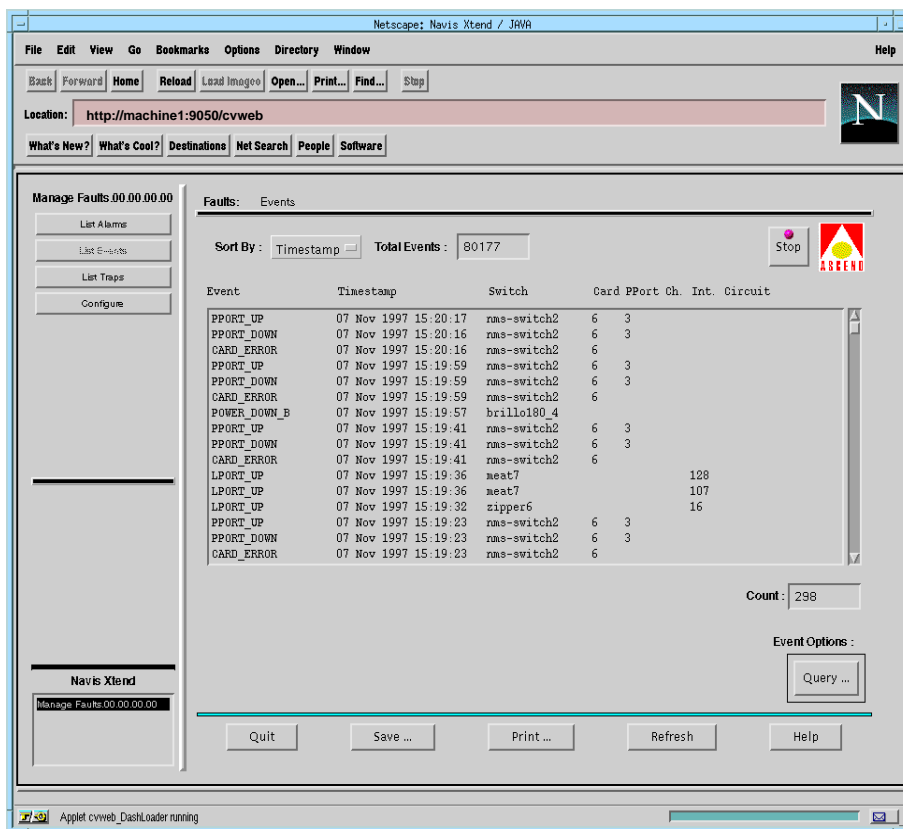 Netscape: Navis Xtend / JAVA
File Edit View Go Bookmarks Options Directory Window Help
Back Forward Home Reload Load Images Open... Print... Find... Stop
Location: http://machine1:9050/cvweb
N
What's New? What's Cool? Destinations Net Search People Software
Manage Faults.00.00.00.00
List Alarms
List Events
List Traps
Configure
Faults: Events
Sort By : Timestamp Total Events : 80177 Stop
ASCEND
Event Timestamp Switch Card PPort Ch. Int. Circuit
PPORT_UP 07 Nov 1997 15:20:17 nms-switch2 6 3
PPORT_DOWN 07 Nov 1997 15:20:16 nms-switch2 6 3
CARD_ERROR 07 Nov 1997 15:20:16 nms-switch2 6
PPORT_UP 07 Nov 1997 15:19:59 nms-switch2 6 3
PPORT_DOWN 07 Nov 1997 15:19:59 nms-switch2 6 3
CARD_ERROR 07 Nov 1997 15:19:59 nms-switch2 6
POWER_DOWN_B 07 Nov 1997 15:19:57 brillo180_4
PPORT_UP 07 Nov 1997 15:19:41 nms-switch2 6 3
PPORT_DOWN 07 Nov 1997 15:19:41 nms-switch2 6 3
CARD_ERROR 07 Nov 1997 15:19:41 nms-switch2 6
LPORT_UP 07 Nov 1997 15:19:36 meat7 128
LPORT_UP 07 Nov 1997 15:19:36 meat7 107
LPORT_UP 07 Nov 1997 15:19:32 zipper6 16
PPORT_UP 07 Nov 1997 15:19:23 nms-switch2 6 3
PPORT_DOWN 07 Nov 1997 15:19:23 nms-switch2 6 3
CARD_ERROR 07 Nov 1997 15:19:23 nms-switch2 6
Count : 298
Event Options :
Query ...
Navis Xtend
Manage Faults.00.00.00.00
Quit Save ... Print ... Refresh Help
Applet cvweb_DashLoader running